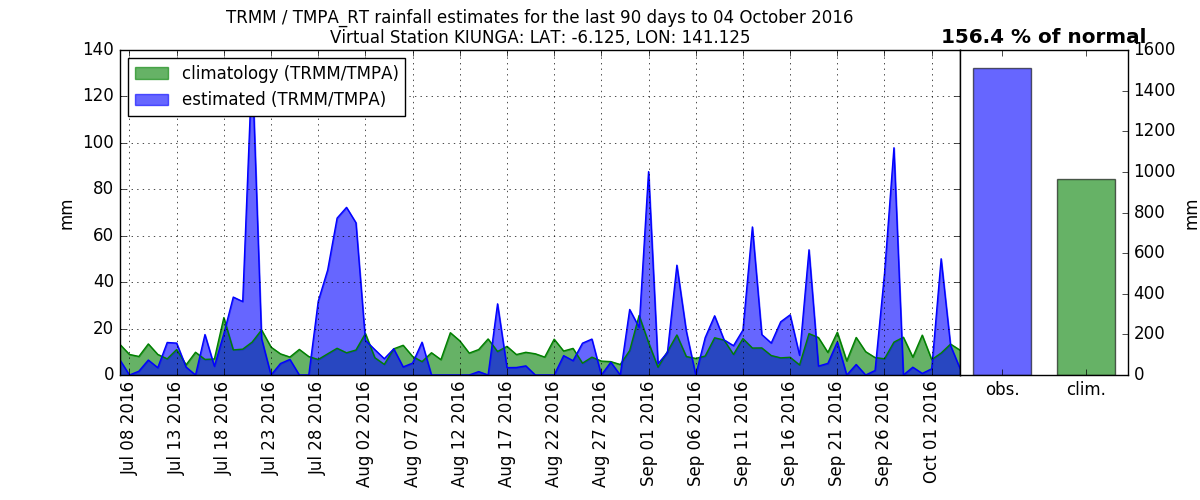 TRMM / TMPA_RT rainfall estimates for the last 90 days to 04 October 2016
Virtual Station KIUNGA: LAT: -6.125, LON: 141.125
156.4 % of normal
climatology (TRMM/TMPA)
estimated (TRMM/TMPA)
140
120
100
80
60
40
20
0
mm
Jul 08 2016
Jul 13 2016
Jul 18 2016
Jul 23 2016
Jul 28 2016
Aug 02 2016
Aug 07 2016
Aug 12 2016
Aug 17 2016
Aug 22 2016
Aug 27 2016
Sep 01 2016
Sep 06 2016
Sep 11 2016
Sep 16 2016
Sep 21 2016
Sep 26 2016
Oct 01 2016
obs.
clim.
1600
1400
1200
1000
800
600
400
200
0
mm